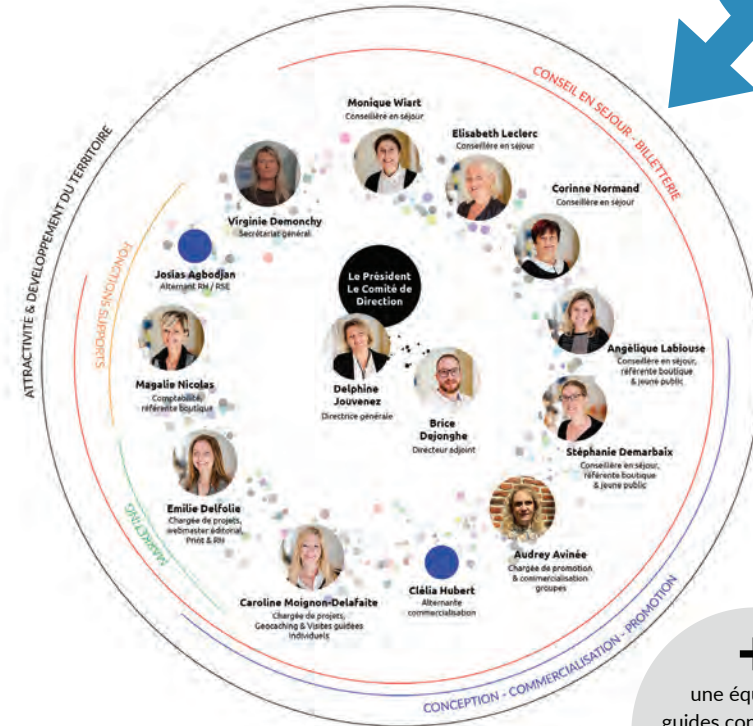 ATTRACTIVITÉ & DEVELOPPEMENT DU TERRITOIRE
CONSEIL EN SEJOUR - BILLETTERIE
FONCTIONS SUPPORTS
MARKETING
CONCEPTION - COMMERCIALISATION - PROMOTION
Monique Wiart
Conseillère en séjour
Elisabeth Leclerc
Conseillère en séjour
Corinne Normand
Conseillère en séjour
Virginie Demonchy
Secrétariat général
Josias Agbodjan
Alternant RH / RSE
Le Président
Le Comité de
Direction
Angèlique Labiouse
Conseillère en séjour,
référente boutique
& jeune public
Magalie Nicolas
Comptabilité,
référente boutique
Delphine
Jouvenez
Directrice générale
Brice
Dejonghe
Directeur adjoint
Stéphanie Demarbaix
Conseillère en séjour,
référente boutique
& jeune public
Emilie Delfolie
Chargée de projets,
webmaster éditorial,
Print & RH
Audrey Avinée
Chargée de promotion
& commercialisation
groupes
Caroline Moignon-Delafaite
Chargée de projets,
Geocaching & Visites guidées
Individuels
Clélia Hubert
Alternante
commercialisation
une équ
guides con